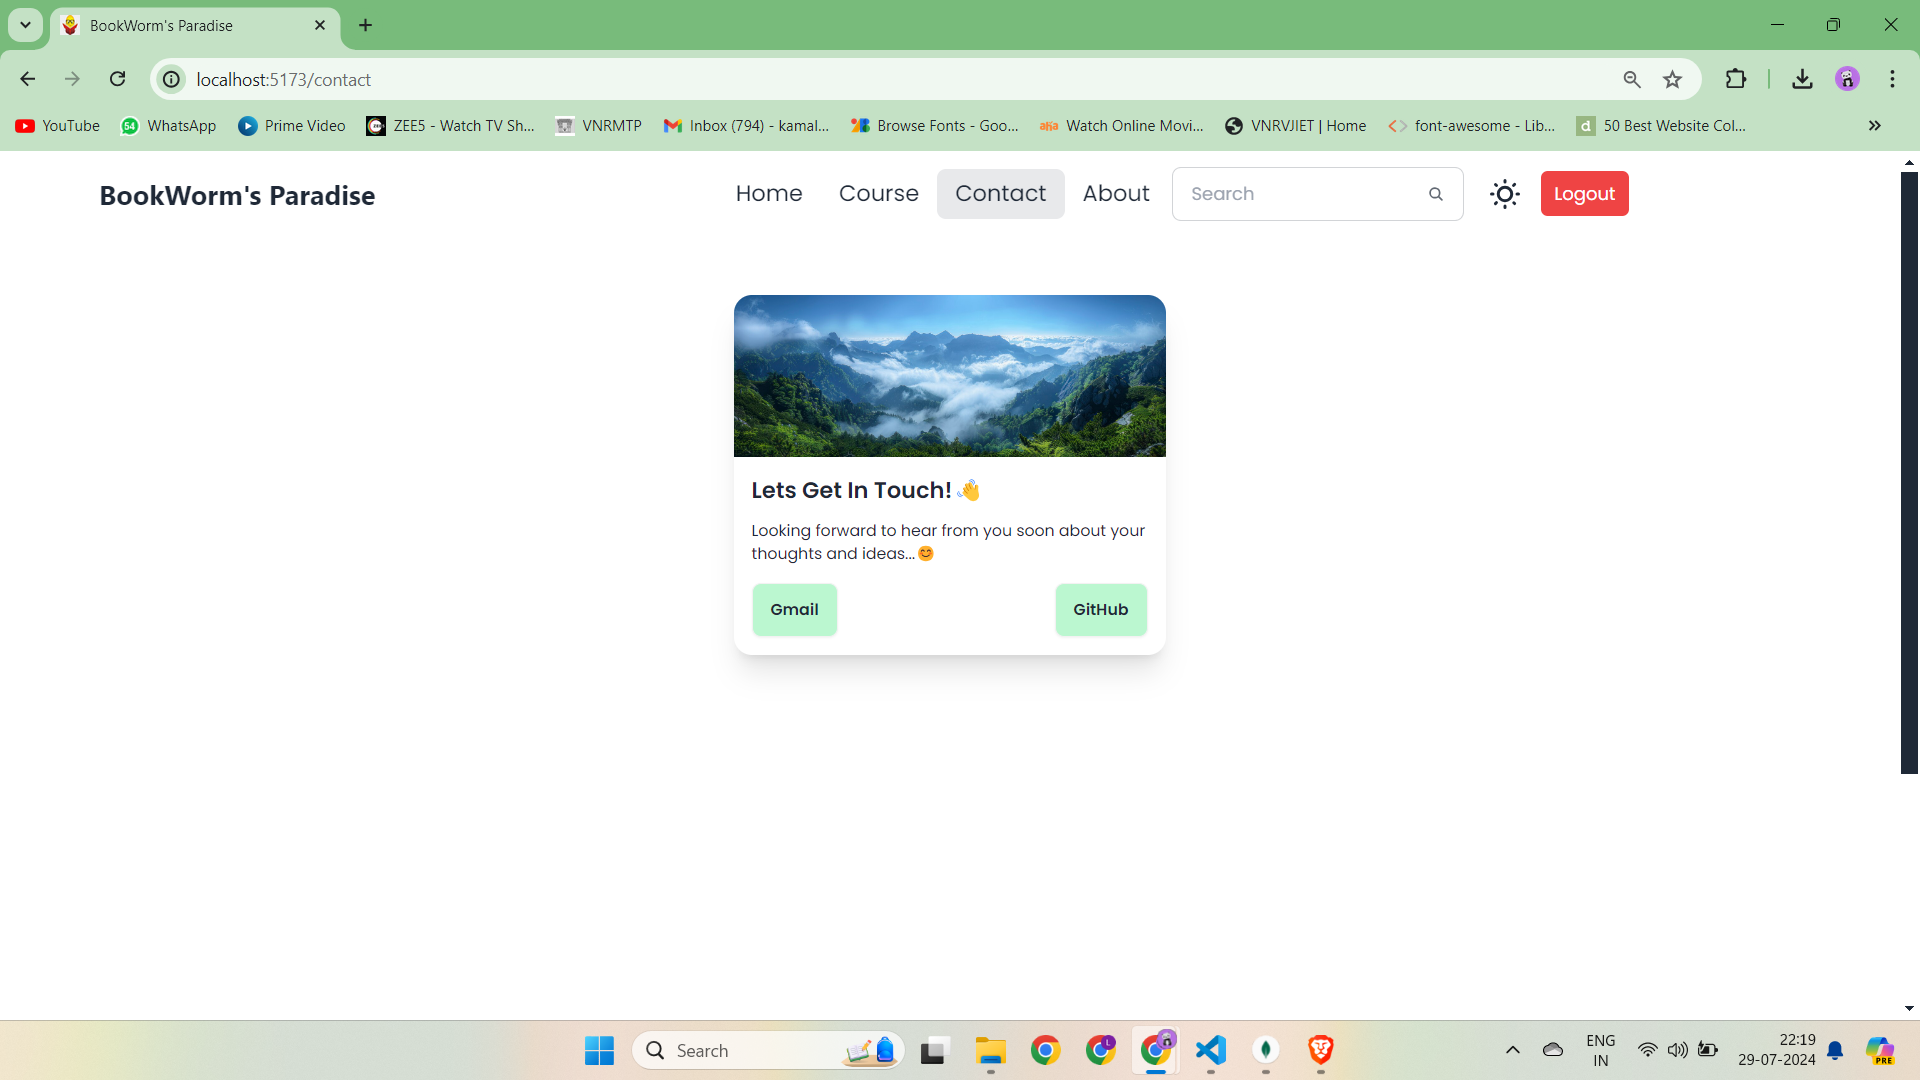 BookWorm's Paradise
localhost:5173/contact
YouTube
54
WhatsApp
Prime Video
ZEE5 - Watch TV Sh...
VNRMTP
Inbox (794) - kamal...
Browse Fonts - Goo...
aha
Watch Online Movi...
VNRVJIET | Home
font-awesome - Lib...
d
50 Best Website Col...
BookWorm's Paradise
Home
Course
Contact
About
Search
Logout
Lets Get In Touch! 👋
Looking forward to hear from you soon about your
thoughts and ideas...😊
Gmail
GitHub
Search
L
ENG
IN
22:19
29-07-2024
PRE